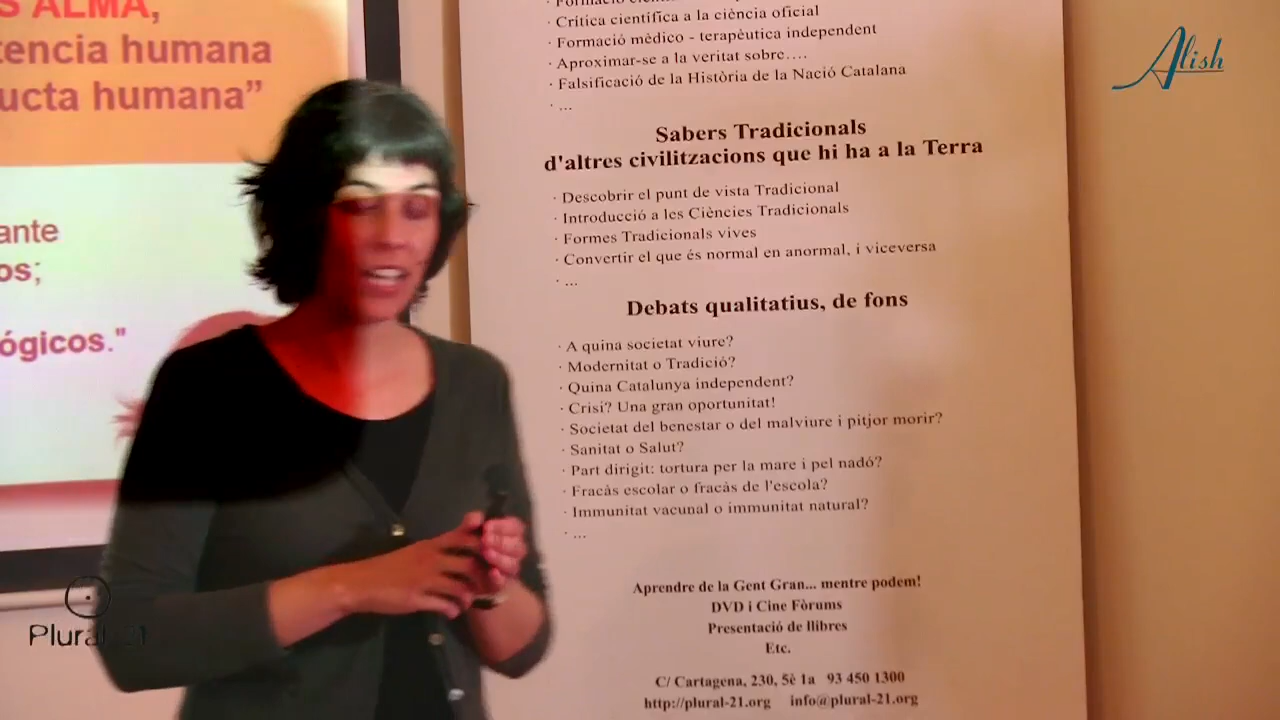 S ALMA,
tencia humana
ucta humana”
ante
os;
ógicos."
· Crítica científica a la ciència oficial
· Formació mèdico - terapèutica independent
· Aproximar-se a la veritat sobre….
· Falsificació de la Història de la Nació Catalana
· ...
Sabers Tradicionals
d'altres civilitzacions que hi ha a la Terra
· Descobrir el punt de vista Tradicional
· Introducció a les Ciències Tradicionals
· Formes Tradicionals vives
· Convertir el que és normal en anormal, i viceversa
· ...
Debats qualitatius, de fons
· A quina societat viure?
· Modernitat o Tradició?
· Quina Catalunya independent?
· Crisi? Una gran oportunitat!
· Societat del benestar o del malviure i pitjor morir?
· Sanitat o Salut?
· Part dirigit: tortura per la mare i pel nadó?
· Fracàs escolar o fracàs de l'escola?
· Immunitat vacunal o immunitat natural?
· ...
Aprendre de la Gent Gran... mentre podem!
DVD i Cine Fòrums
Presentació de llibres
Etc.
C/ Cartagena, 230, 5è 1a 93 450 1300
http://plural-21.org info@plural-21.org
Alish
Plural-21